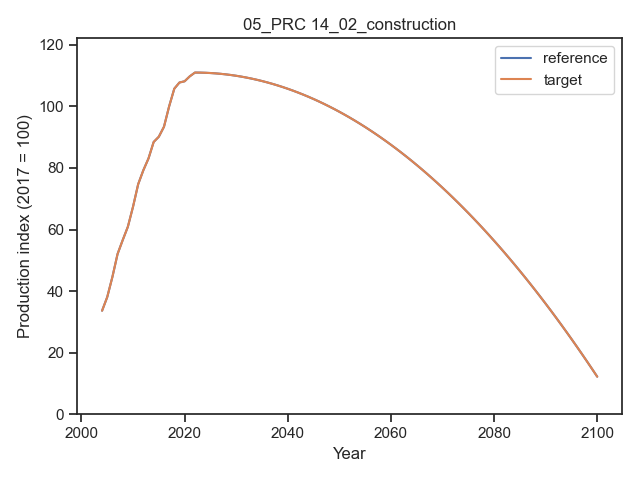 05_PRC 14_02_construction
reference
target
Production index (2017 = 100)
120
100
80
60
40
20
0
2000 2020 2040 2060 2080 2100
Year